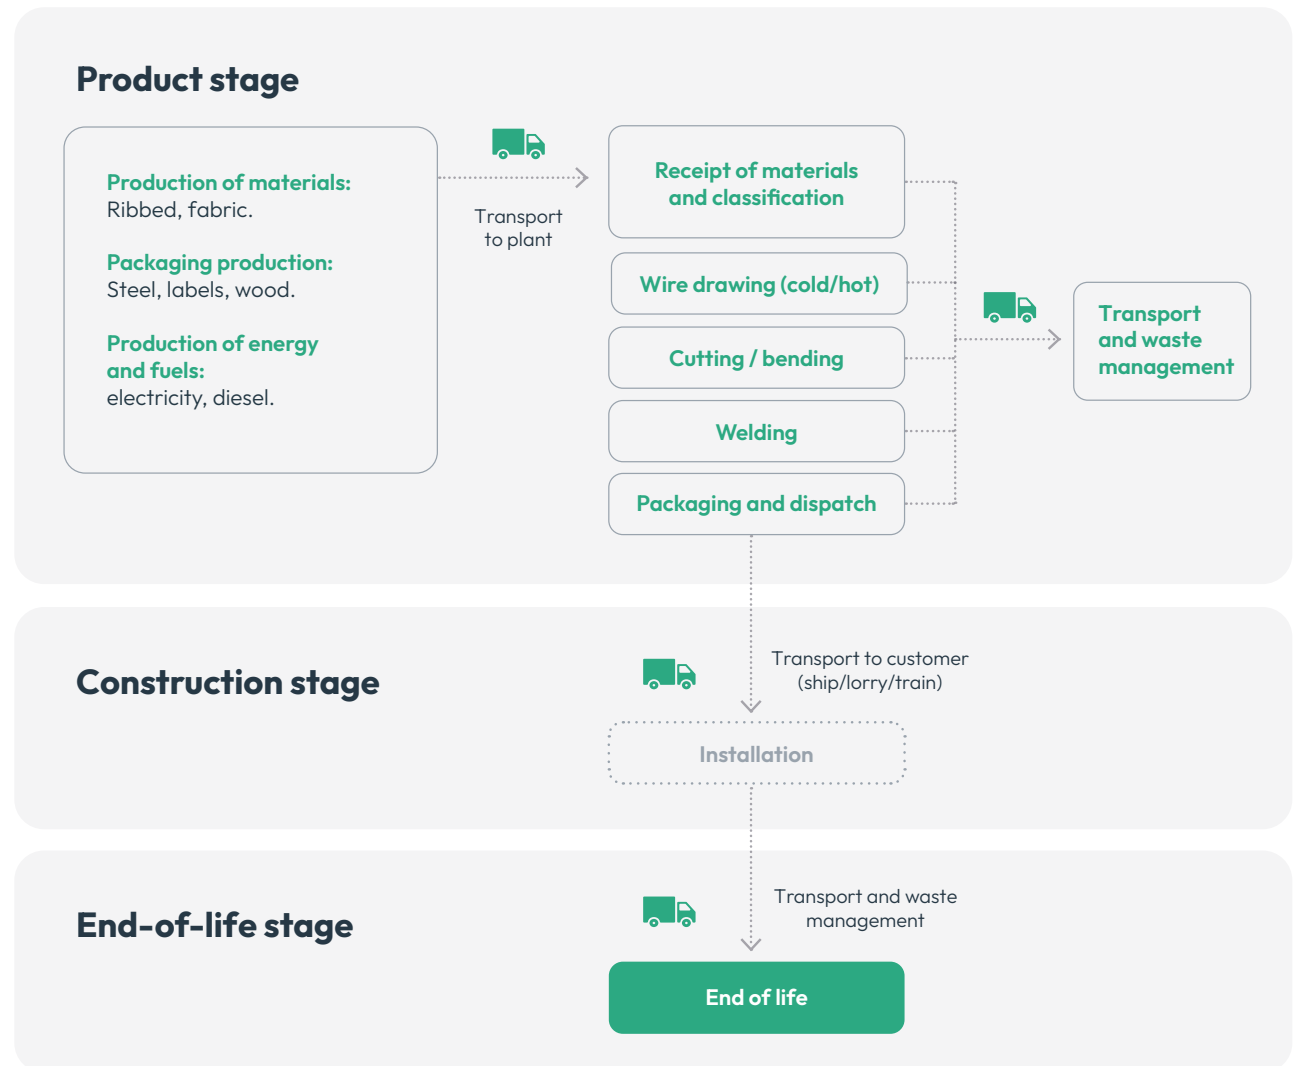 Product stage
Production of materials:
Ribbed, fabric.
Packaging production:
Steel, labels, wood.
Production of energy
and fuels:
electricity, diesel.
Transport
to plant
Receipt of materials
and classification
Wire drawing (cold/hot)
Cutting / bending
Welding
Packaging and dispatch
Transport
and waste
management
Construction stage
Transport to customer
(ship/lorry/train)
Installation
End-of-life stage
Transport and waste
management
End of life